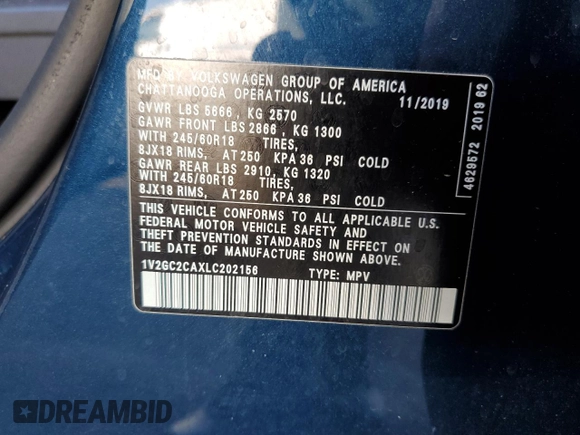 MFD BY VOLKSWAGEN GROUP OF AMERICA
CHATTANOOGA OPERATIONS, LLC. 11/2019
GVWR LBS 5666 , KG 2570
GAWR FRONT LBS 2866 , KG 1300
WITH 245/60R18 TIRES,
8JX18 RIMS, AT 250 KPA 36 PSI COLD
GAWR REAR LBS 2910, KG 1320
WITH 245/60R18 TIRES,
8JX18 RIMS, AT 250 KPA 36 PSI COLD
THIS VEHICLE CONFORMS TO ALL APPLICABLE U.S.
FEDERAL MOTOR VEHICLE SAFETY AND
THEFT PREVENTION STANDARDS IN EFFECT ON
THE DATE OF MANUFACTURE SHOWN ABOVE
1V2GC2CAXLC202156 TYPE: MPV
4629572 2019 62
DREAMBID